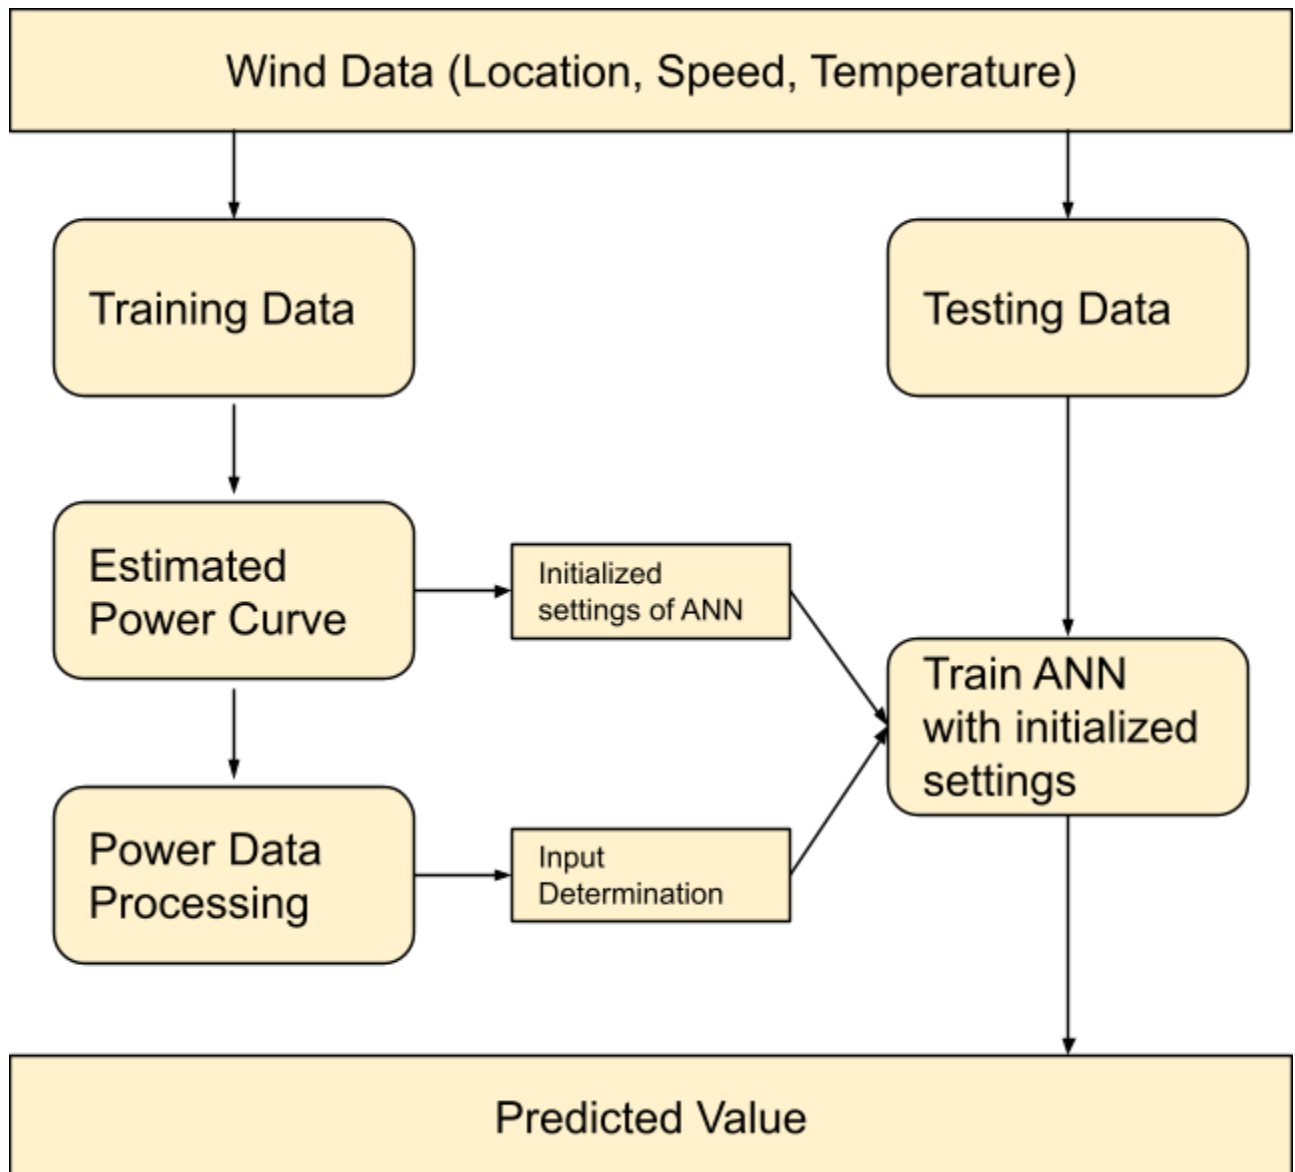 Wind Data (Location, Speed, Temperature)
Training Data
Testing Data
Estimated
Power Curve
Initialized
settings of ANN
Train ANN
with initialized
settings
Power Data
Processing
Input
Determination
Predicted Value